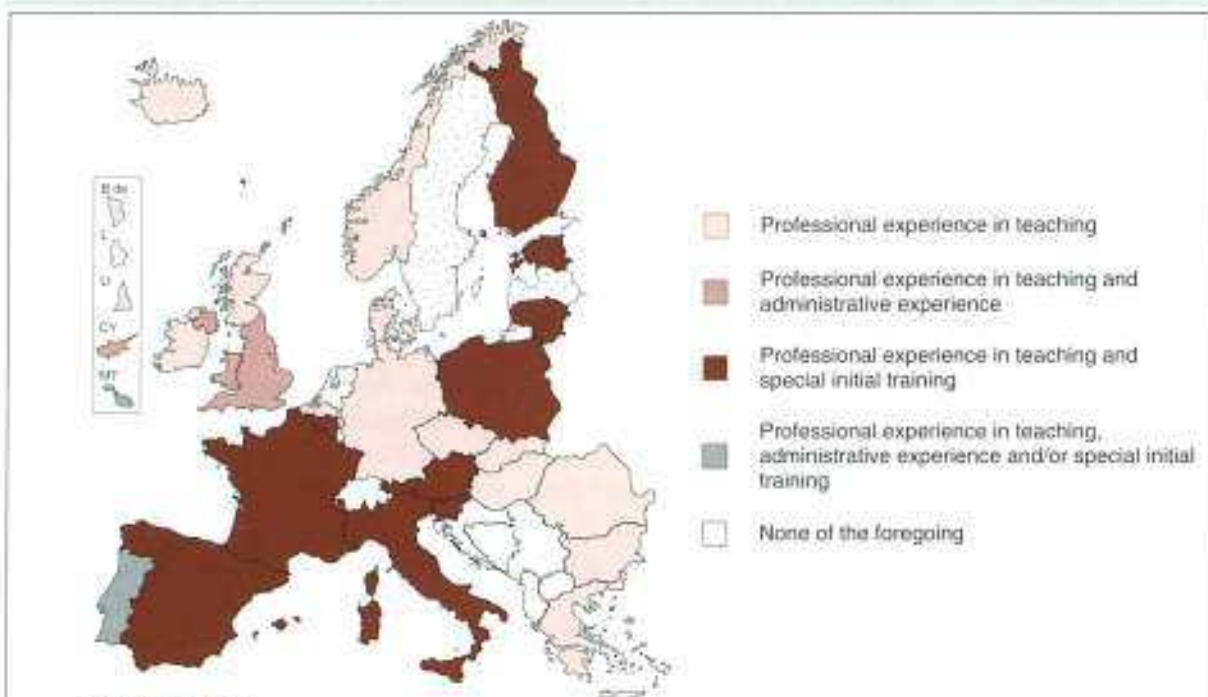 B de
L
CY
MT
Professional experience in teaching
Professional experience in teaching and
administrative experience
Professional experience in teaching and
special initial training
Professional experience in teaching,
administrative experience and/or special initial
training
None of the foregoing